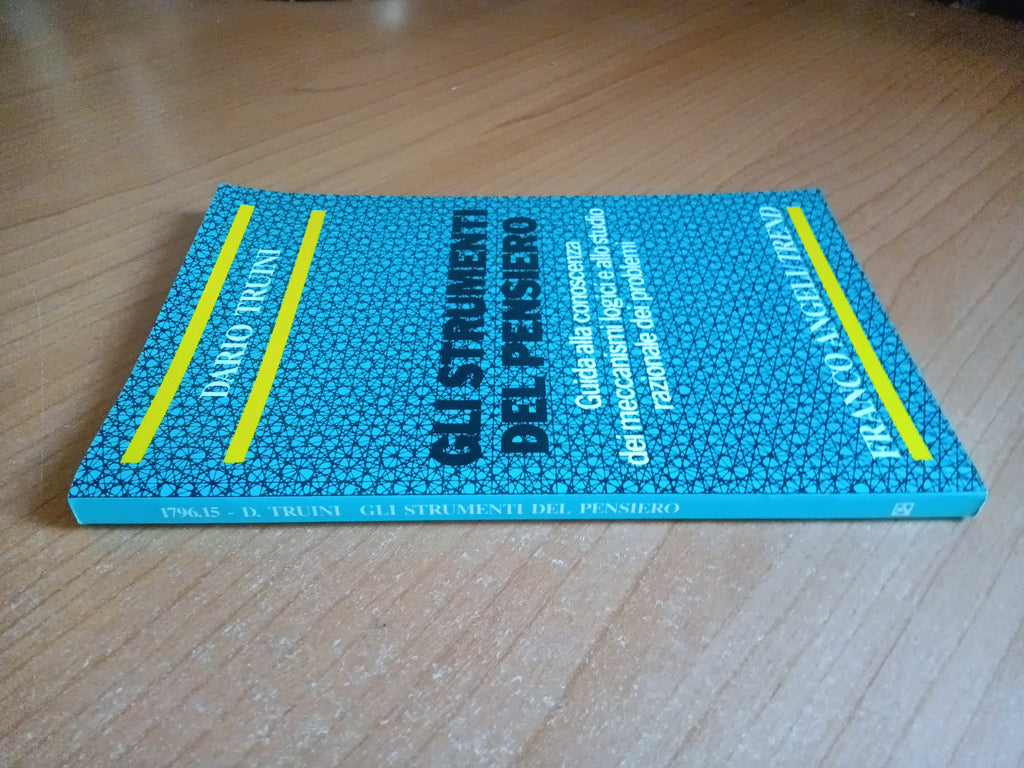 DARIO TRUINI
GLI STRUMENTI
DEL PENSIERO
Guida alla conoscenza
dei meccanismi logici e allo studio
razionale dei problemi
FRANCO ANGELI/TREND
1796.15 - D. TRUINI GLI STRUMENTI DEL PENSIERO